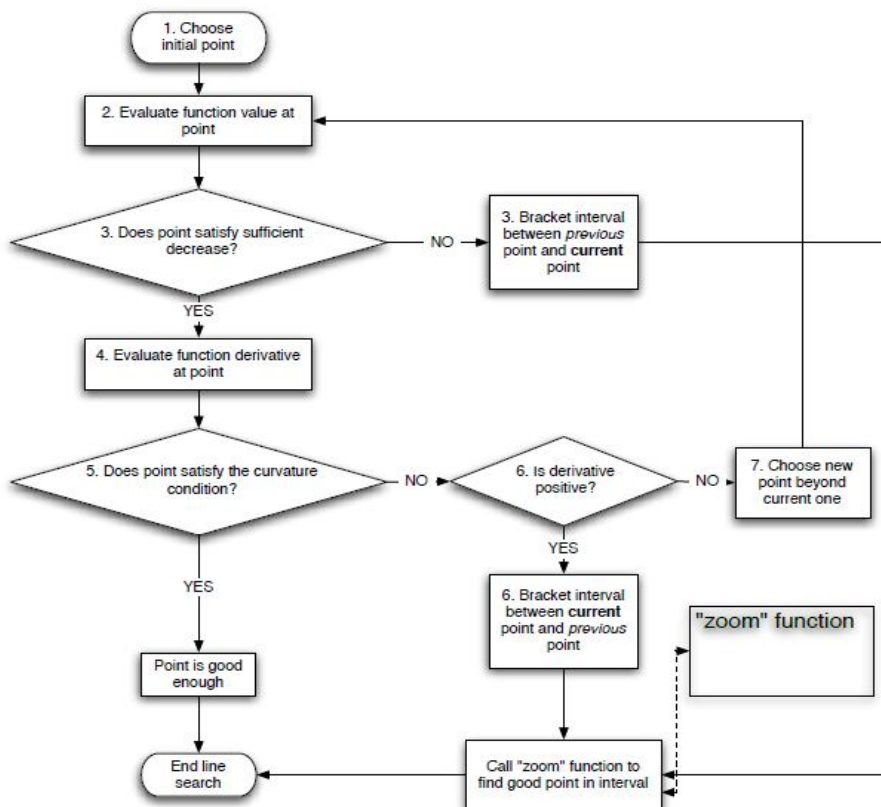 1. Choose
initial point
2. Evaluate function value at
point
3. Does point satisfy sufficient
decrease?
NO
3. Bracket interval
between previous
point and current
point
YES
4. Evaluate function derivative
at point
5. Does point satisfy the curvature
condition?
NO
6. Is derivative
positive?
NO
7. Choose new
point beyond
current one
YES
YES
6. Bracket interval
between current
point and previous
point
"zoom" function
Point is good
enough
End line
search
Call "zoom" function to
find good point in interval